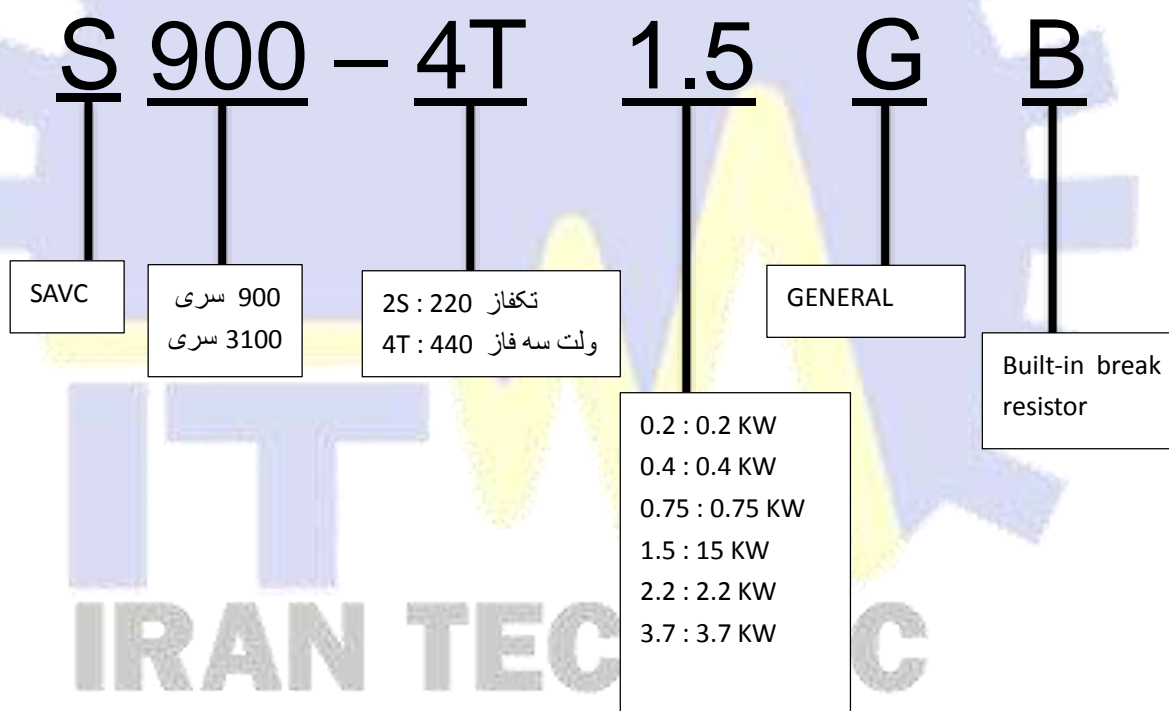 S 900 – 4T 1.5 G B
SAVC
900 سری
3100 سری
2S : 220 تکفاز
4T : 440 ولت سه فاز
GENERAL
Built-in break
resistor
0.2 : 0.2 KW
0.4 : 0.4 KW
0.75 : 0.75 KW
1.5 : 15 KW
2.2 : 2.2 KW
3.7 : 3.7 KW
IT
IRAN TEC C